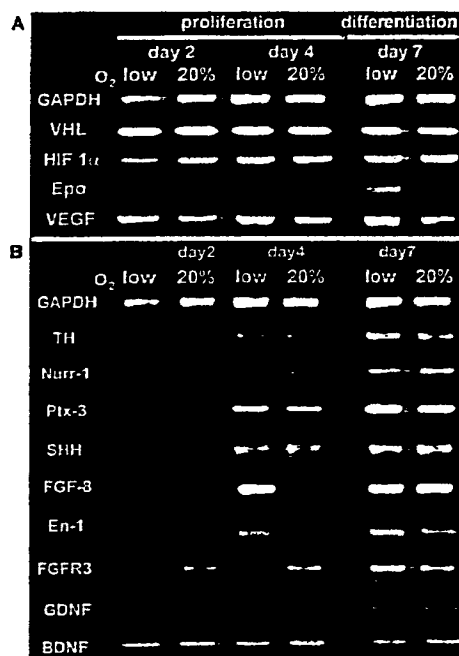 A proliferation differentiation
day 2 day 4 day 7
O2 low 20% low 20% low 20%
GAPDH
VHL
HIF 1α
Epo
VEGF
B day2 day4 day7
O2 low 20% low 20% low 20%
GAPDH
TH
Nurr-1
Ptx-3
SHH
FGF-8
En-1
FGFR3
GDNF
BDNF